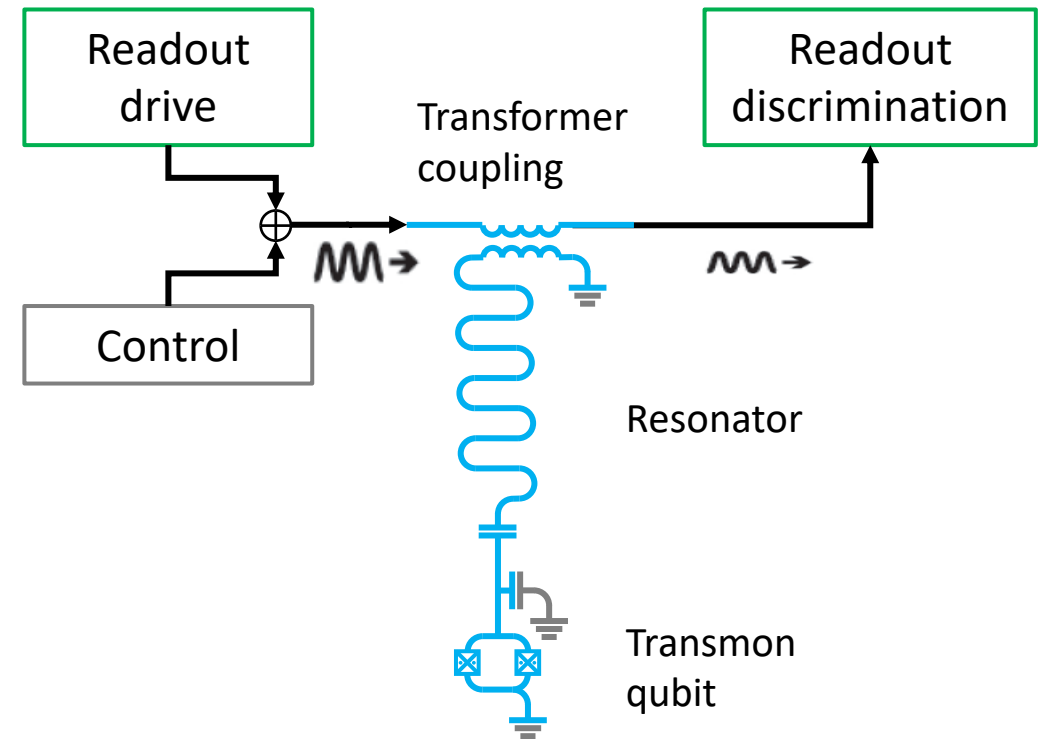 Readout
drive
Readout
discrimination
Transformer
coupling
Control
Resonator
Transmon
qubit